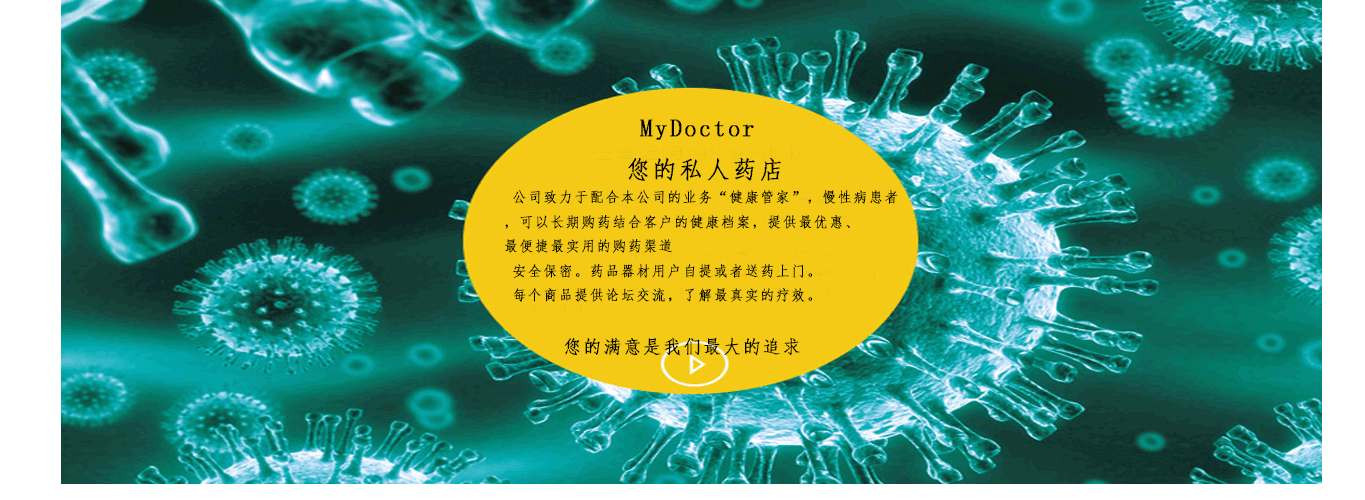 MyDoctor
您的私人药店
公司致力于配合本公司的业务“健康管家”，慢性病患者
，可以长期购药结合客户的健康档案，提供最优惠、
最便捷最实用的购药渠道
安全保密。药品器材用户自提或者送药上门。
每个商品提供论坛交流，了解最真实的疗效。
您的满意是我们最大的追求